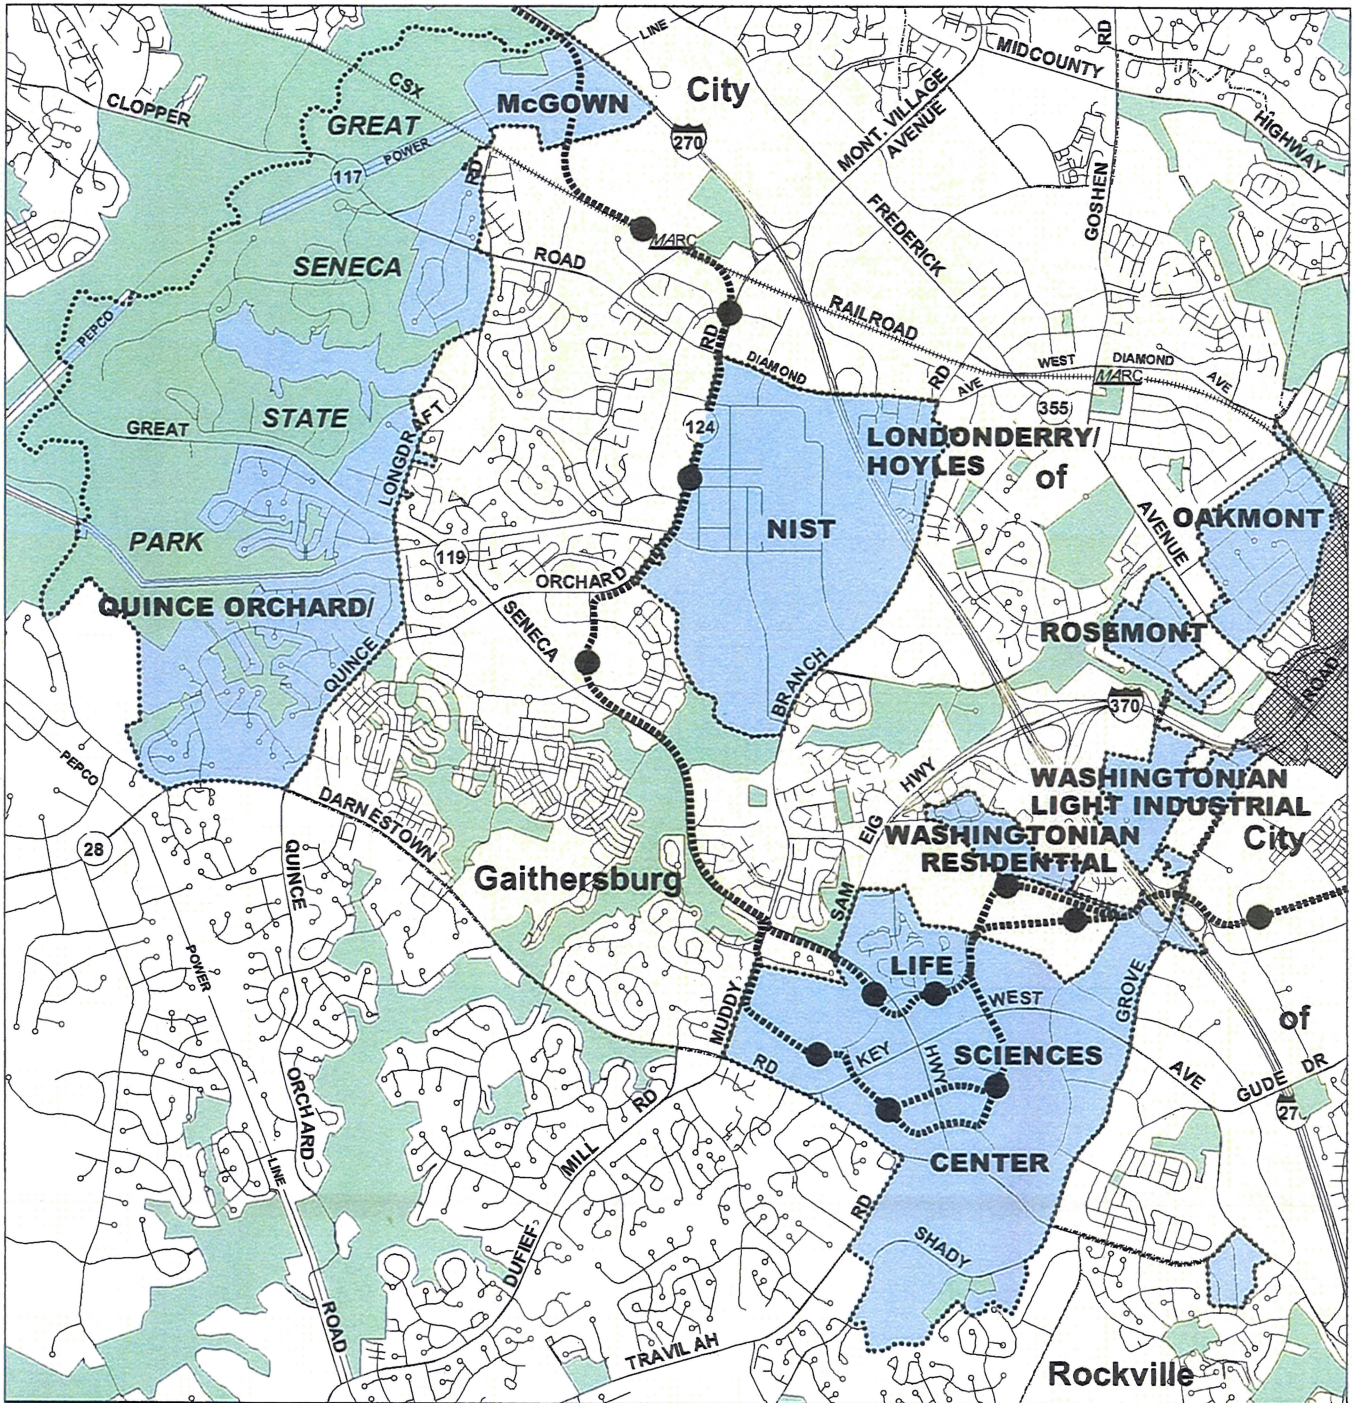 LINE
City
RD
MIDCOUNTY
HIGHWAY
CSX
McGOWN
CLOPPER
GREAT
POWER
117
RD
270
MONT. VILLAGE
AVENUE
GOSHEN
FREDERICK
MARC
ROAD
SENECA
PEPCO
RAILROAD
RD
DIAMOND
WEST
DIAMOND
AVE
RD
AVE
MARC
355
STATE
GREAT
LONGDRAFT
124
LONDONDERRY/
HOYLES
of
NIST
AVENUE
OAKMONT
PARK
119
ORCHARD
QUINCE ORCHARD/
SENECA
ROSEMONT
QUINCE
BRANCH
ROAD
370
PEPCO
HWY
WASHINGTONIAN
LIGHT INDUSTRIAL
DARNESTOWN
EIG
WASHINGTONIAN
RESIDENTIAL
City
28
QUINCE
Gaithersburg
SAM
POWER
LIFE
WEST
GROVE
MUDDY
of
RD
KEY
HWY
SCIENCES
AVE
GUDE DR
27
ORCHARD
RD
MILL
LINE
CENTER
RD
SHADY
DUFIEF
ROAD
TRAVILAH
Rockville